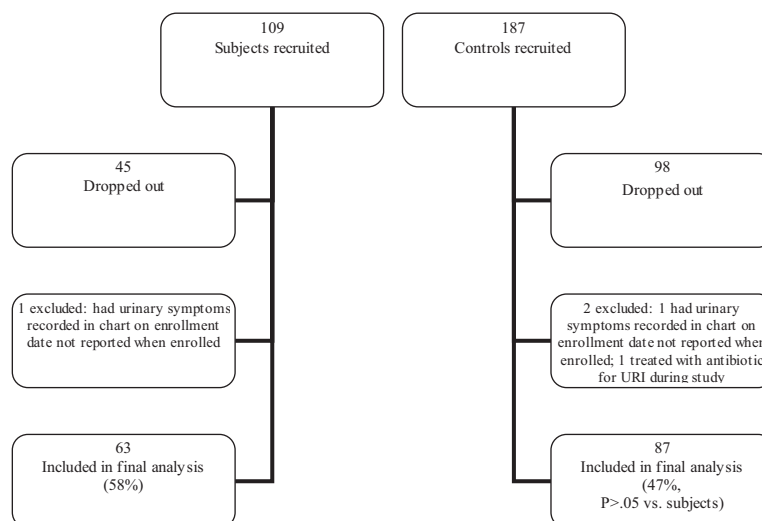 109
Subjects recruited
187
Controls recruited
45
Dropped out
98
Dropped out
1 excluded: had urinary symptoms
recorded in chart on enrollment
date not reported when enrolled
2 excluded: 1 had urinary
symptoms recorded in chart on
enrollment date not reported when
enrolled; 1 treated with antibiotic
for URI during study
63
Included in final analysis
(58%)
87
Included in final analysis
(47%,
P>.05 vs. subjects)